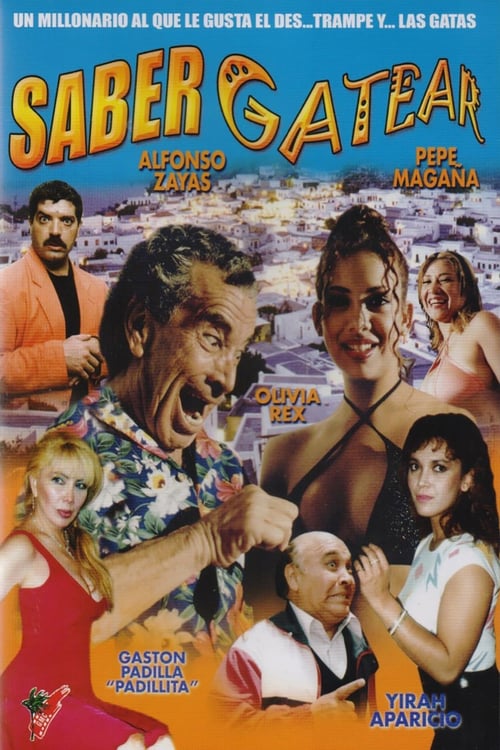 UN MILLONARIO AL QUE LE GUSTA EL DES...TRAMPE Y... LAS GATAS
SABER GATEAR
ALFONSO
ZAYAS
PEPE
MAGAÑA
OLIVIA
REX
GASTON
PADILLA
"PADILLITA"
YIRAH
APARICIO